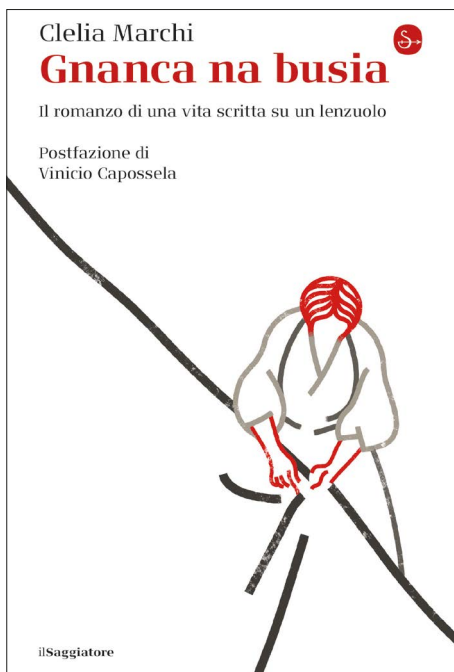 Clelia Marchi
Gnanca na busia
Il romanzo di una vita scritta su un lenzuolo
Postfazione di
Vinicio Capossela
ilSaggiatore